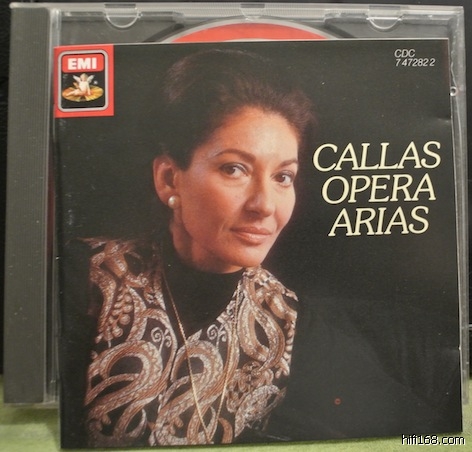 EMI
CDC
7 47282 2
CALLAS
OPERA
ARIAS
hifi168.com